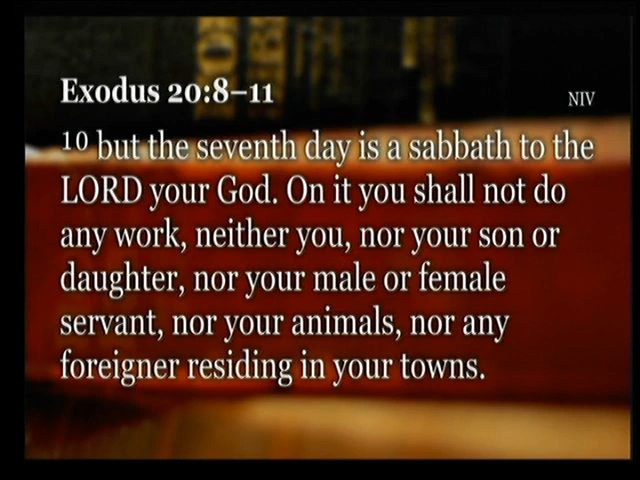 Exodus 20:8–11
NIV
10 but the seventh day is a sabbath to the
LORD your God. On it you shall not do
any work, neither you, nor your son or
daughter, nor your male or female
servant, nor your animals, nor any
foreigner residing in your towns.